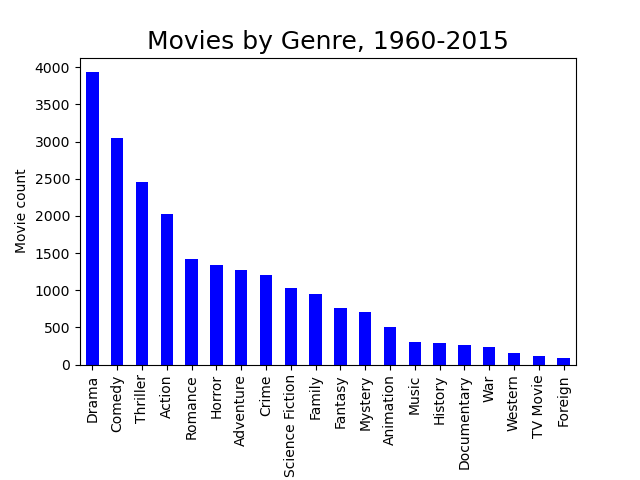 Movies by Genre, 1960-2015
Movie count
4000
3500
3000
2500
2000
1500
1000
500
0
Drama
Comedy
Thriller
Action
Romance
Horror
Adventure
Crime
Science Fiction
Family
Fantasy
Mystery
Animation
Music
History
Documentary
War
Western
TV Movie
Foreign